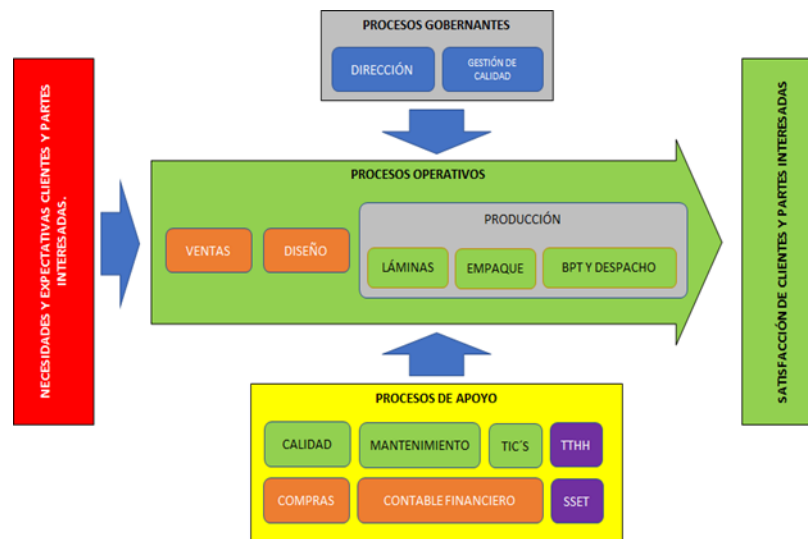 PROCESOS GOBERNANTES
DIRECCIÓN
GESTIÓN DE
CALIDAD
NECESIDADES Y EXPECTATIVAS CLIENTES Y PARTES
INTERESADAS.
PROCESOS OPERATIVOS
VENTAS
DISEÑO
PRODUCCIÓN
LÁMINAS
EMPAQUE
BPT Y DESPACHO
SATISFACCIÓN DE CLIENTES Y PARTES INTERESADAS
PROCESOS DE APOYO
CALIDAD
MANTENIMIENTO
TIC´S
TTHH
COMPRAS
CONTABLE FINANCIERO
SSET